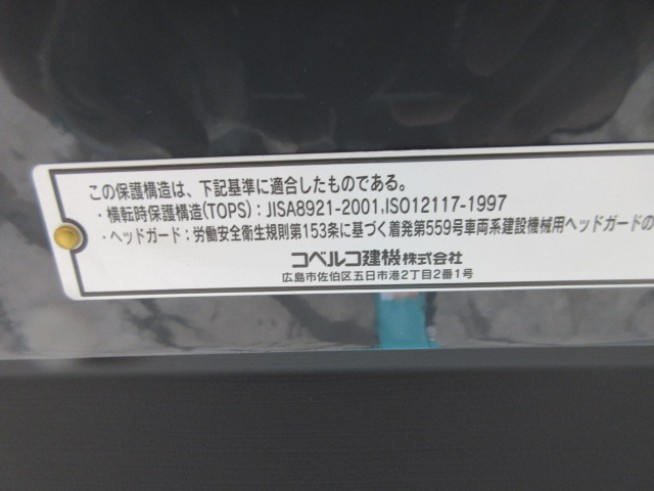 この保護構造は、下記基準に適合したものである。
・横転時保護構造(TOPS)：JISA8921-2001,ISO12117-1997
・ヘッドガード：労働安全衛生規則第153条に基づく着発第559号車両系建設機械用ヘッドガードの
コベルコ建機株式会社
広島市佐伯区五日市港2丁目2番1号